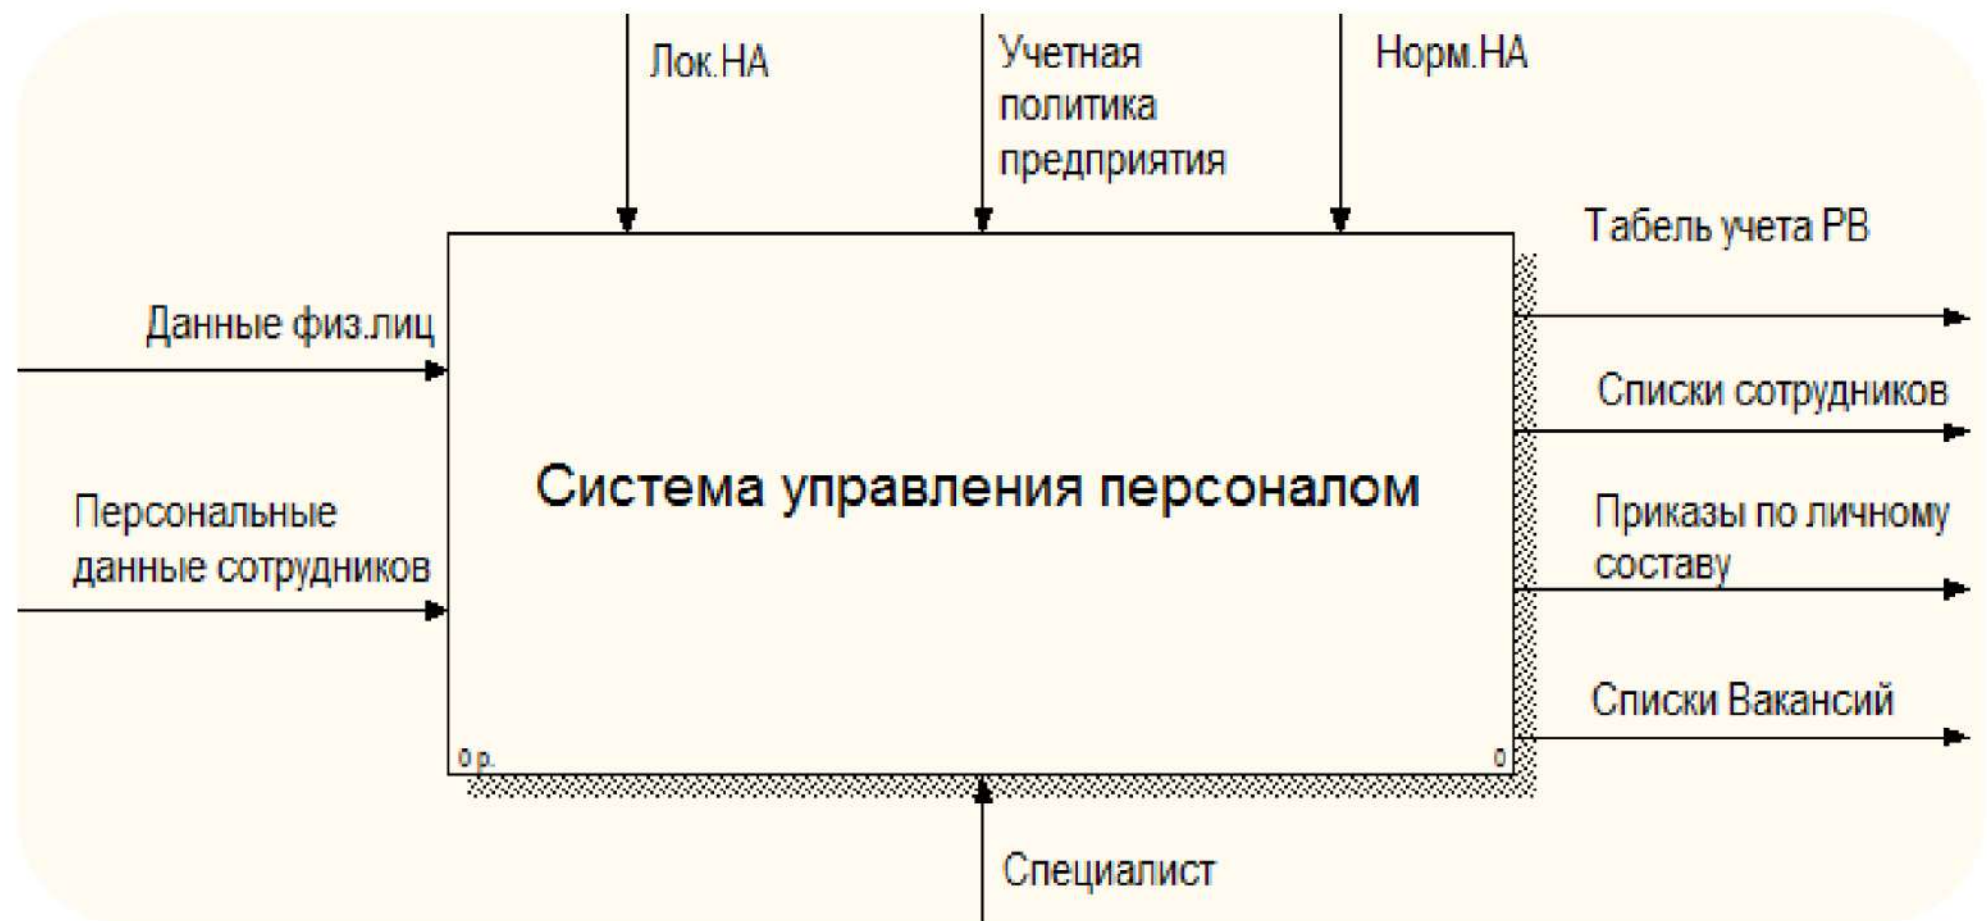 Лок.НА
Учетная
политика
предприятия
Норм.НА
Табель учета РВ
Данные физ.лиц
Списки сотрудников
Система управления персоналом
Персональные
данные сотрудников
Приказы по личному
составу
Списки Вакансий
0 р.
0
Специалист